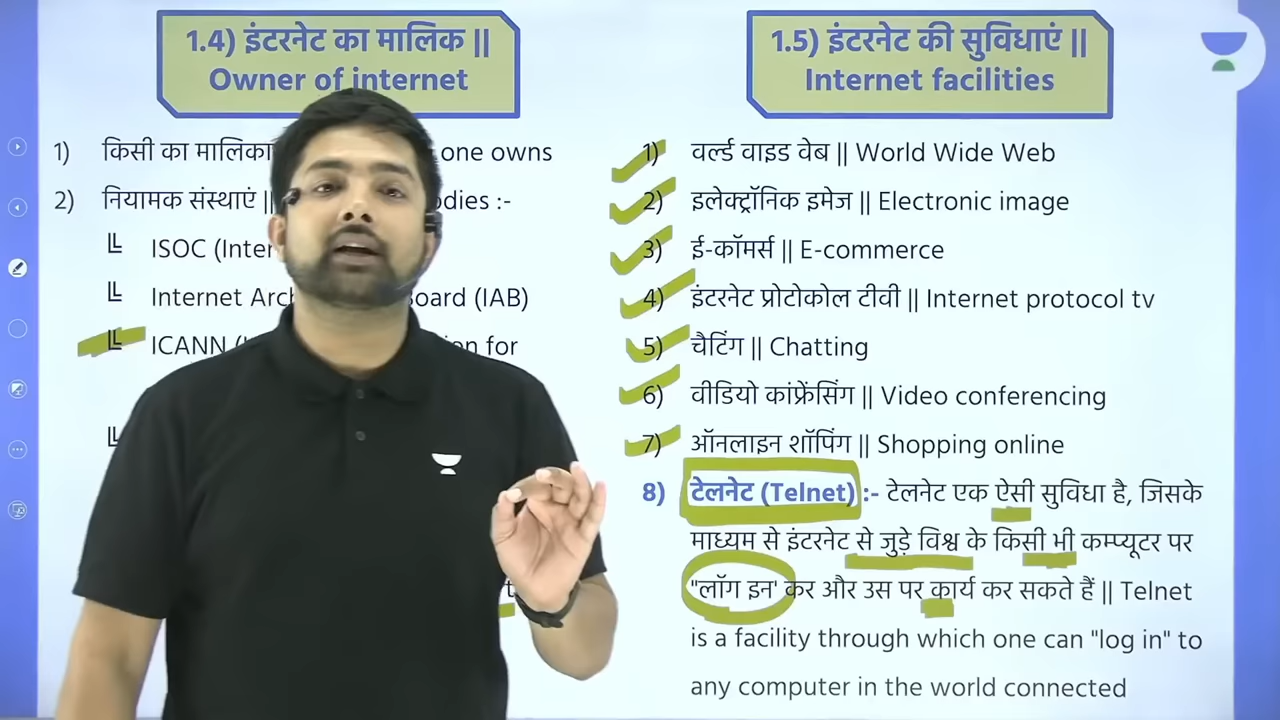 1.4) इंटरनेट का मालिक ||
Owner of internet
1) किसी का मालिका one owns
2) नियामक संस्थाएं || odies :-
╚ ISOC (Inter
╚ Internet Arc oard (IAB)
╚ ICANN ( ion for
1.5) इंटरनेट की सुविधाएं ||
Internet facilities
1) वर्ल्ड वाइड वेब || World Wide Web
2) इलेक्ट्रॉनिक इमेज || Electronic image
3) ई-कॉमर्स || E-commerce
4) इंटरनेट प्रोटोकोल टीवी || Internet protocol tv
5) चैटिंग || Chatting
6) वीडियो कांफ्रेंसिंग || Video conferencing
7) ऑनलाइन शॉपिंग || Shopping online
8) टेलनेट (Telnet) :- टेलनेट एक ऐसी सुविधा है, जिसके
माध्यम से इंटरनेट से जुड़े विश्व के किसी भी कम्प्यूटर पर
"लॉग इन' कर और उस पर कार्य कर सकते हैं || Telnet
is a facility through which one can "log in" to
any computer in the world connected